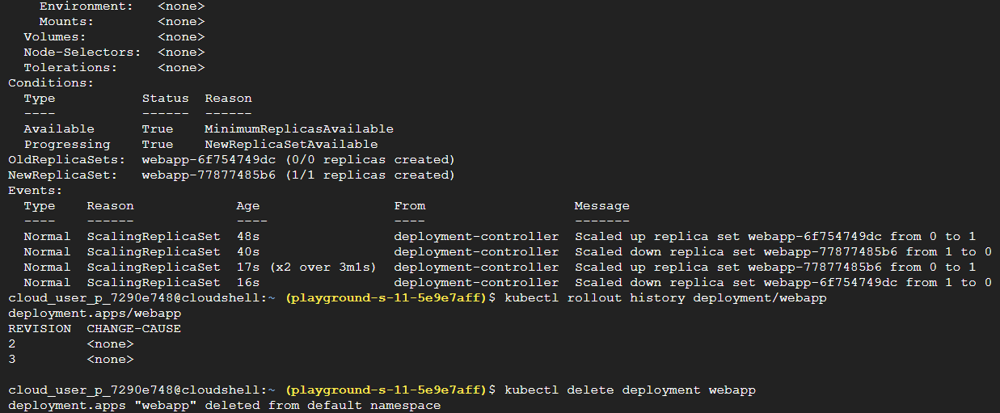 Environment:   <none>
    Mounts:        <none>
  Volumes:         <none>
  Node-Selectors:  <none>
  Tolerations:     <none>
Conditions:
  Type           Status  Reason
  ----           ------  ------
  Available      True    MinimumReplicasAvailable
  Progressing    True    NewReplicaSetAvailable
OldReplicaSets:  webapp-6f754749dc (0/0 replicas created)
NewReplicaSet:   webapp-77877485b6 (1/1 replicas created)
Events:
  Type    Reason             Age                 From                   Message
  ----    ------             ----                ----                   -------
  Normal  ScalingReplicaSet  48s                 deployment-controller  Scaled up replica set webapp-6f754749dc from 0 to 1
  Normal  ScalingReplicaSet  40s                 deployment-controller  Scaled down replica set webapp-77877485b6 from 1 to 0
  Normal  ScalingReplicaSet  17s (x2 over 3m1s)  deployment-controller  Scaled up replica set webapp-77877485b6 from 0 to 1
  Normal  ScalingReplicaSet  16s                 deployment-controller  Scaled down replica set webapp-6f754749dc from 1 to 0
cloud_user_p_7290e748@cloudshell:~ (playground-s-11-5e9e7aff)$ kubectl rollout history deployment/webapp
deployment.apps/webapp
REVISION  CHANGE-CAUSE
2         <none>
3         <none>

cloud_user_p_7290e748@cloudshell:~ (playground-s-11-5e9e7aff)$ kubectl delete deployment webapp
deployment.apps "webapp" deleted from default namespace